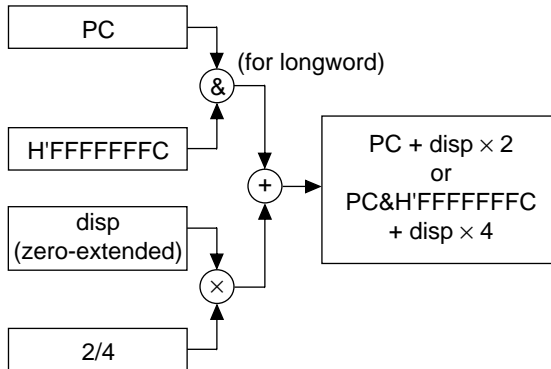 PC
&
(for longword)
H'FFFFFFFC
+
PC + disp × 2
or
PC&H'FFFFFFFC
+ disp × 4
disp
(zero-extended)
×
2/4